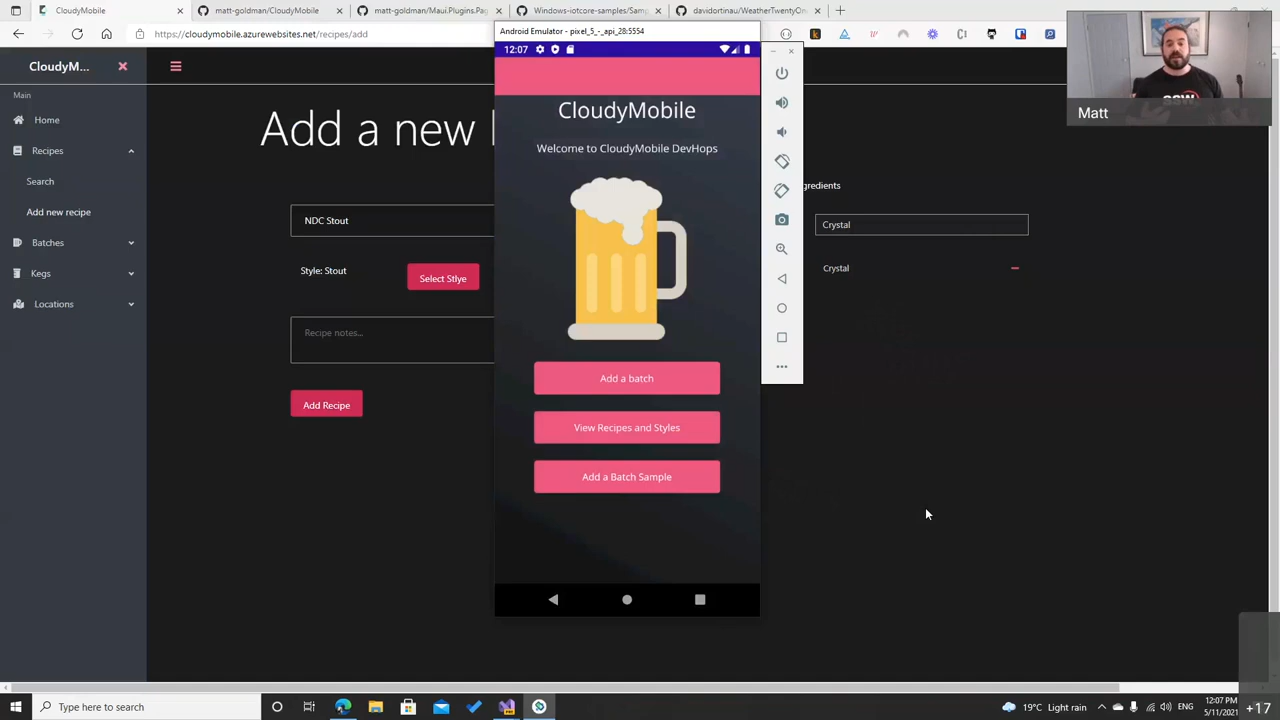 CloudyMobile
matt-goldman/CloudyMobile
matt-goldman/Maui.Plugins.Pag
Windows-iotcore-samples/Samp
davidortinau/WeatherTwentyOn
https://cloudymobile.azurewebsites.net/recipes/add
Android Emulator - pixel_5_-_api_28:5554
12:07
CloudyM...
Main
Home
Recipes
Search
Add new recipe
Batches
Kegs
Locations
Add a new
NDC Stout
Style: Stout
Select Stlye
Recipe notes...
Add Recipe
CloudyMobile
Welcome to CloudyMobile DevHops
Add a batch
View Recipes and Styles
Add a Batch Sample
gredients
Crystal
Crystal
Matt
SSW
Type here to search
19°C Light rain
12:07 PM
5/11/2021
+17